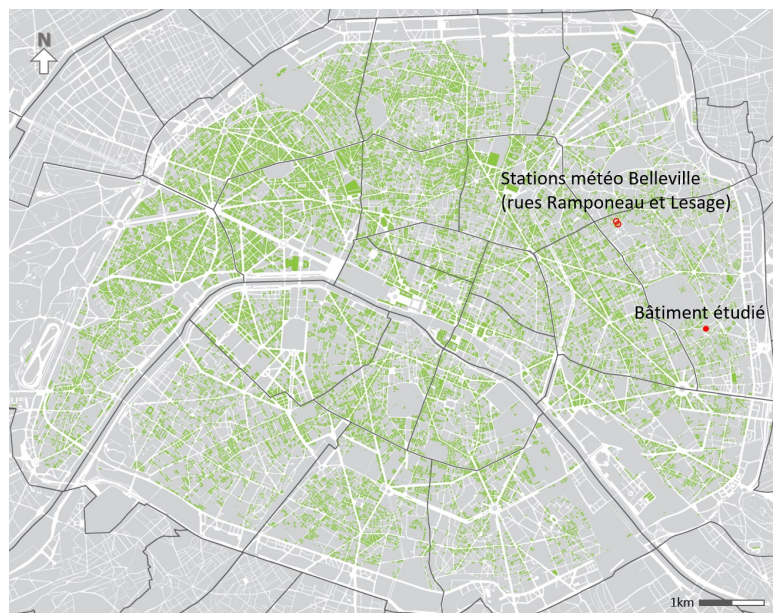 N
Stations météo Belleville
(rues Ramponeau et Lesage)
Bâtiment étudié
1km